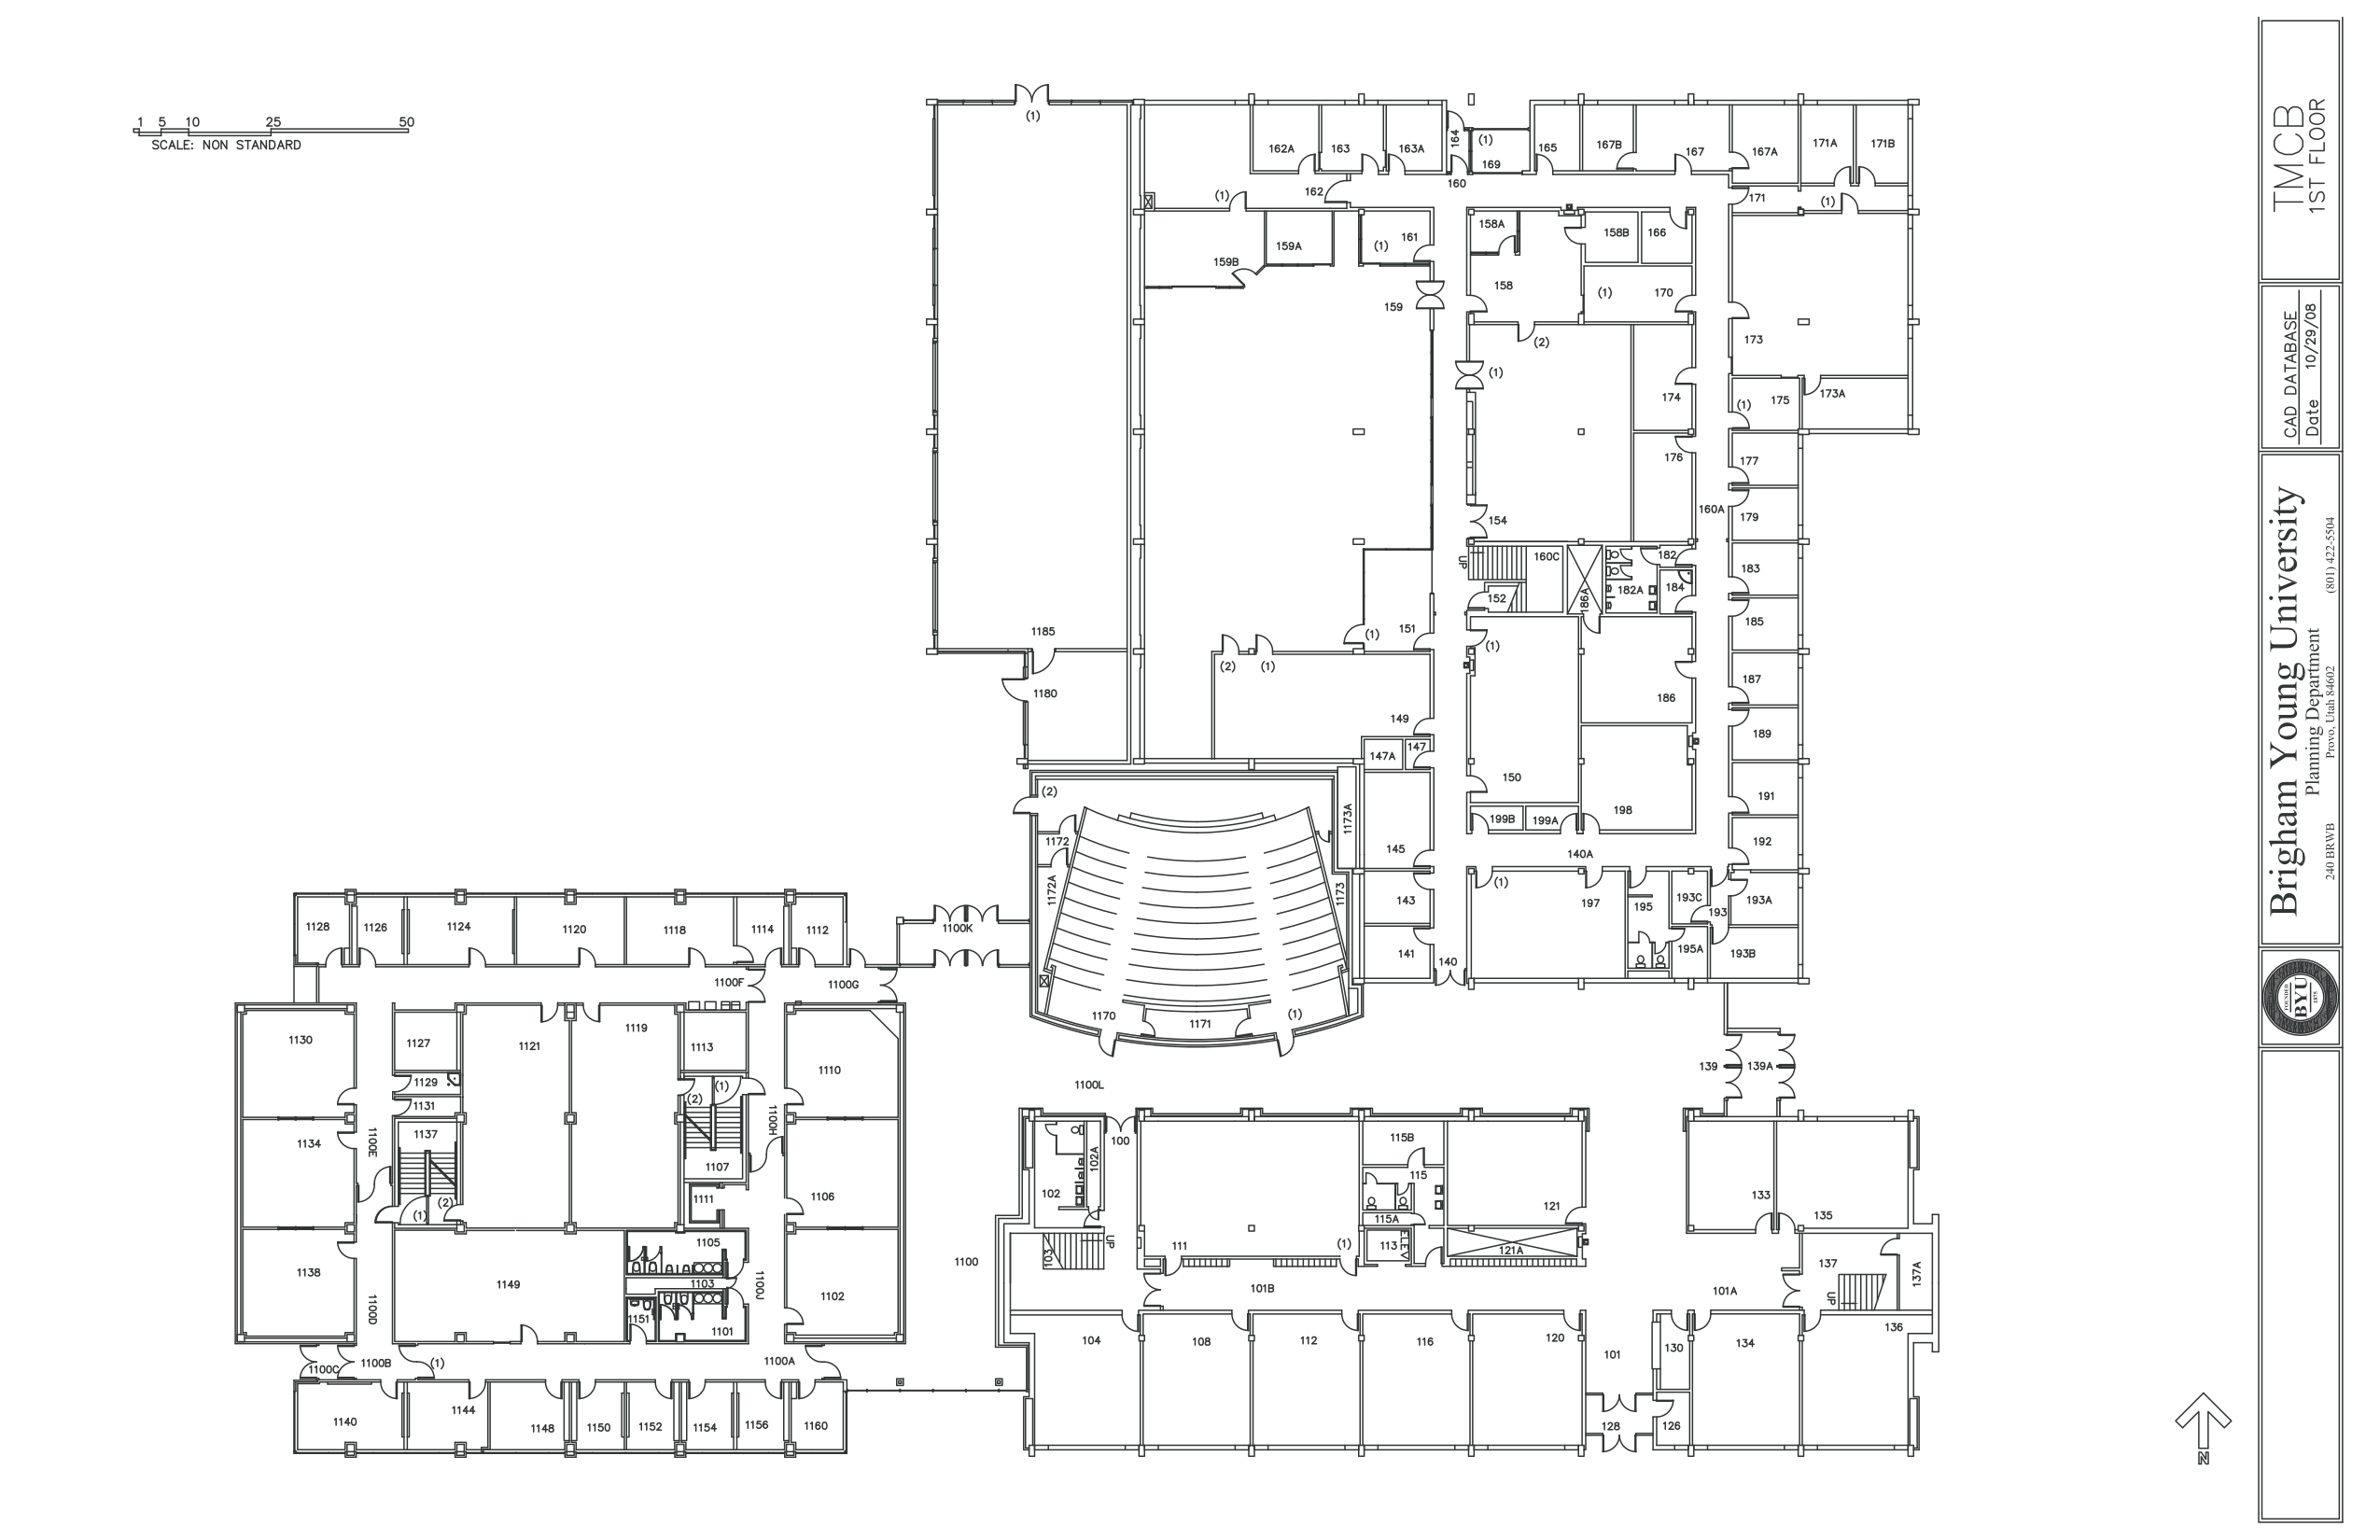 1 5 10 25 50
SCALE: NON STANDARD
(1)
162A
163
163A
164
(1)
169
165
167B
167
167A
171A
171B
160
162
(1)
171
(1)
159A
159B
161
(1)
158A
158B
166
159
158
(1)
170
173
(2)
(1)
174
175
(1)
173A
176
177
154
160A
179
UP
160C
182
183
152
186A
182A
184
185
1185
151
(1)
(1)
(2)
(1)
1180
149
186
187
147A
147
150
189
(2)
198
191
199B
199A
1173A
1172
1172A
145
140A
192
1173
143
(1)
197
195
193C
193
193A
141
140
195A
193B
1170
1171
(1)
1128
1126
1124
1120
1118
1114
1112
1100K
1100F
1100G
1130
1127
1121
1119
1113
1110
1129
1131
(1)
(2)
1100L
139
139A
1134
1100E
1137
1107
1100H
1111
1106
(2)
(1)
1105
1138
1149
1103
1100J
1102
1100D
1151
1101
1100C
1100B
(1)
1100A
1140
1144
1148
1150
1152
1154
1156
1160
1100
100
102A
102
115B
115
115A
121
133
135
103
UP
111
(1)
113
ELEV
121A
137
137A
101B
101A
UP
104
108
112
116
120
101
130
134
136
128
126
N
TMCB
1ST FLOOR
CAD DATABASE
Date 10/29/08
Brigham Young University
Planning Department
240 BRWB Provo, Utah 84602 (801) 422-5504
FOUNDED
BYU
1875